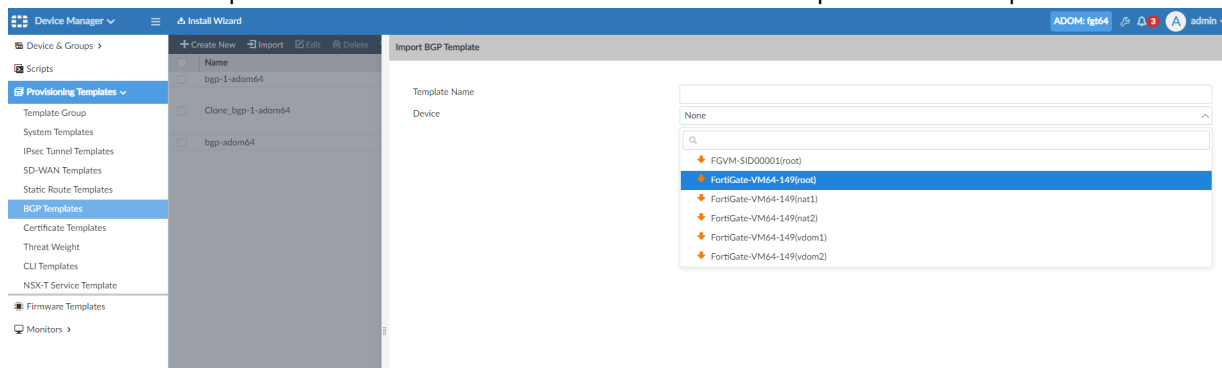 Device Manager
Install Wizard
ADOM: fgt64
3
A
admin
Device & Groups
Scripts
Provisioning Templates
Template Group
System Templates
IPsec Tunnel Templates
SD-WAN Templates
Static Route Templates
BGP Templates
Certificate Templates
Threat Weight
CLI Templates
NSX-T Service Template
Firmware Templates
Monitors
Create New Import Edit Delete
Name
bgp-1-adom64
Clone_bgp-1-adom64
bgp-adom64
Import BGP Template
Template Name
Device
None
FGVM-SID00001(root)
FortiGate-VM64-149(root)
FortiGate-VM64-149(nat1)
FortiGate-VM64-149(nat2)
FortiGate-VM64-149(vdom1)
FortiGate-VM64-149(vdom2)